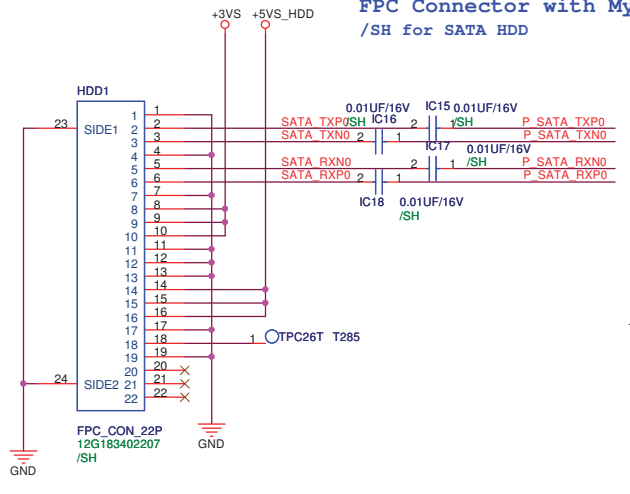 FPC Connector with My
/SH for SATA HDD
+3VS +5VS_HDD
HDD1
23 SIDE1
24 SIDE2
1 1
2 2
3 3
4 4
5 5
6 6
7 7
8 8
9 9
10 10
11 11
12 12
13 13
14 14
15 15
16 16
17 17
18 18
19 19
20 20
21 21
22 22
0.01UF/16V IC15 0.01UF/16V
SATA_TXP0 /SH IC16 2 1 /SH P_SATA_TXP0
SATA_TXN0 2 1 P_SATA_TXN0
IC17 0.01UF/16V
SATA_RXN0 2 1 /SH P_SATA_RXN0
SATA_RXP0 2 1 P_SATA_RXP0
IC18 0.01UF/16V
/SH
1 TPC26T T285
FPC_CON_22P
12G183402207
/SH
GND
GND